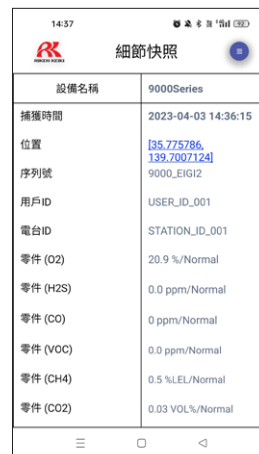 14:37
92
RK
RIKEN KEIKI
細節快照
設備名稱 9000Series
捕獲時間 2023-04-03 14:36:15
位置 [35.775786,
139.7007124]
序列號 9000_EIGI2
用戶ID USER_ID_001
電台ID STATION_ID_001
零件 (O2) 20.9 %/Normal
零件 (H2S) 0.0 ppm/Normal
零件 (CO) 0 ppm/Normal
零件 (VOC) 0.0 ppm/Normal
零件 (CH4) 0.5 %LEL/Normal
零件 (CO2) 0.03 VOL%/Normal